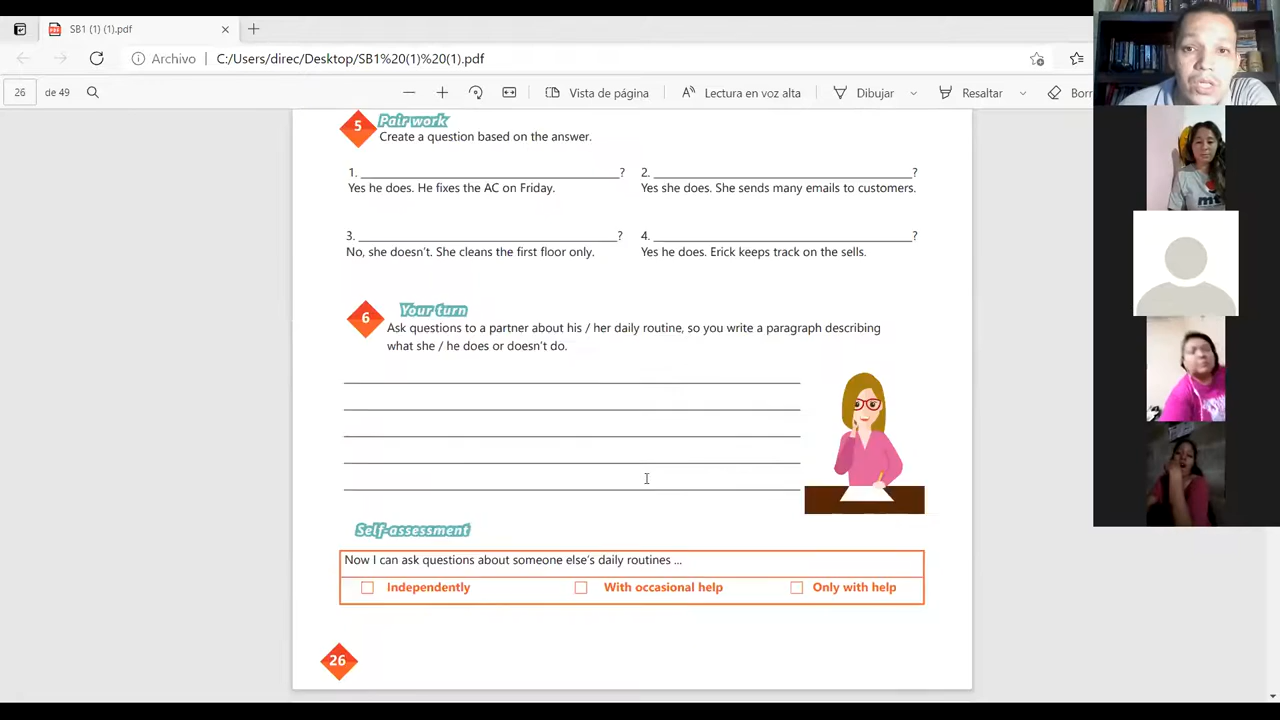 SB1 (1) (1).pdf
Archivo
C:/Users/direc/Desktop/SB1%20(1)%20(1).pdf
26
de 49
Vista de página
Lectura en voz alta
Dibujar
Resaltar
Borr
5
Pair work
Create a question based on the answer.
1. ______________________________?
2. ______________________________?
Yes he does. He fixes the AC on Friday.
Yes she does. She sends many emails to customers.
3. ______________________________?
4. ______________________________?
No, she doesn't. She cleans the first floor only.
Yes he does. Erick keeps track on the sells.
6
Your turn
Ask questions to a partner about his / her daily routine, so you write a paragraph describing
what she / he does or doesn't do.
Self-assessment
Now I can ask questions about someone else's daily routines ...
Independently
With occasional help
Only with help
26